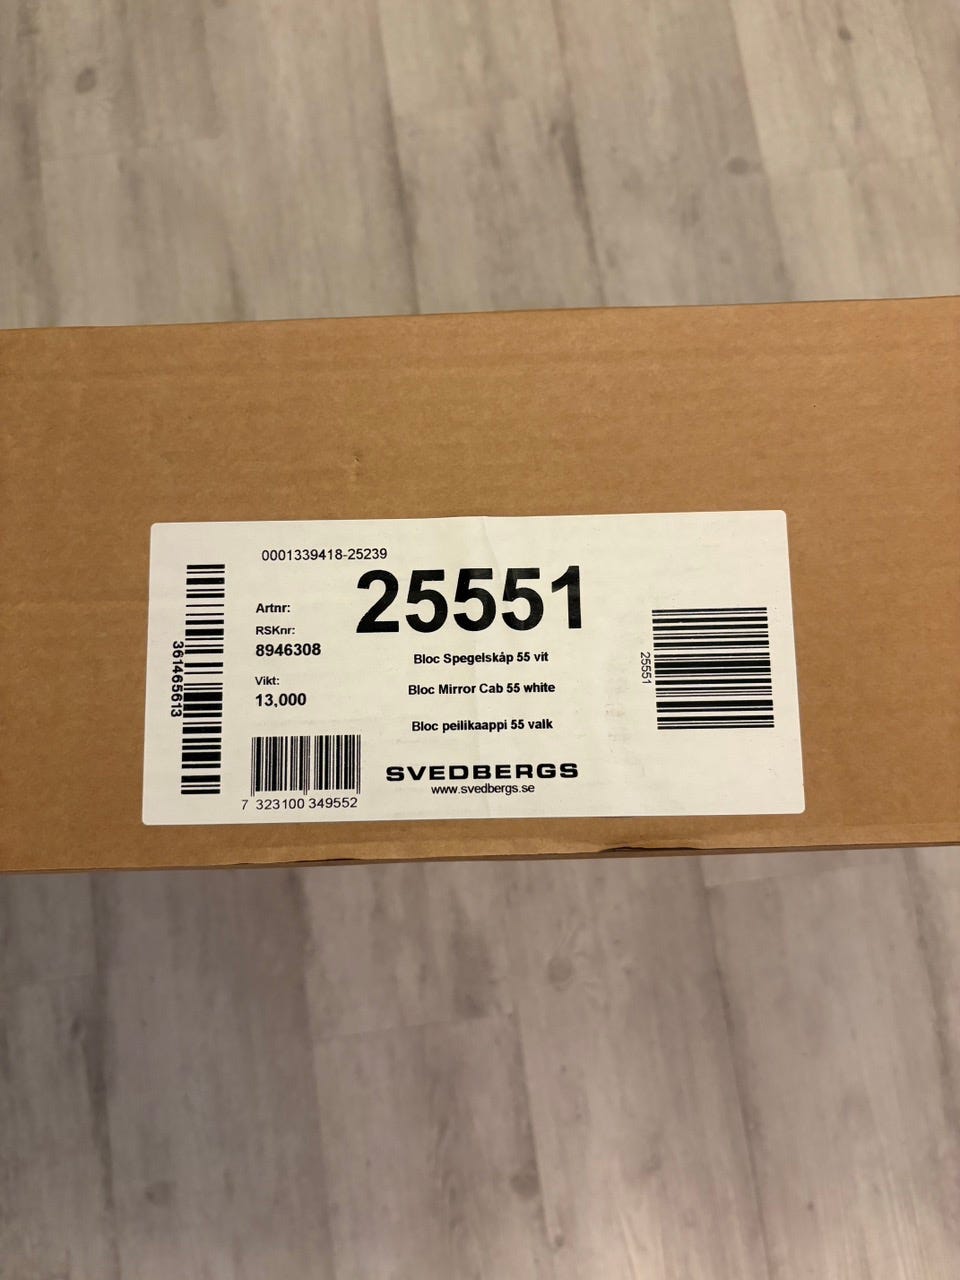 0001339418-25239
Artnr:
25551
RSKnr:
8946308
Bloc Spegelskåp 55 vit
Vikt:
13,000
Bloc Mirror Cab 55 white
Bloc peilikaappi 55 valk
SVEDBERGS
www.svedbergs.se
7 323100 349552
361465613
25551